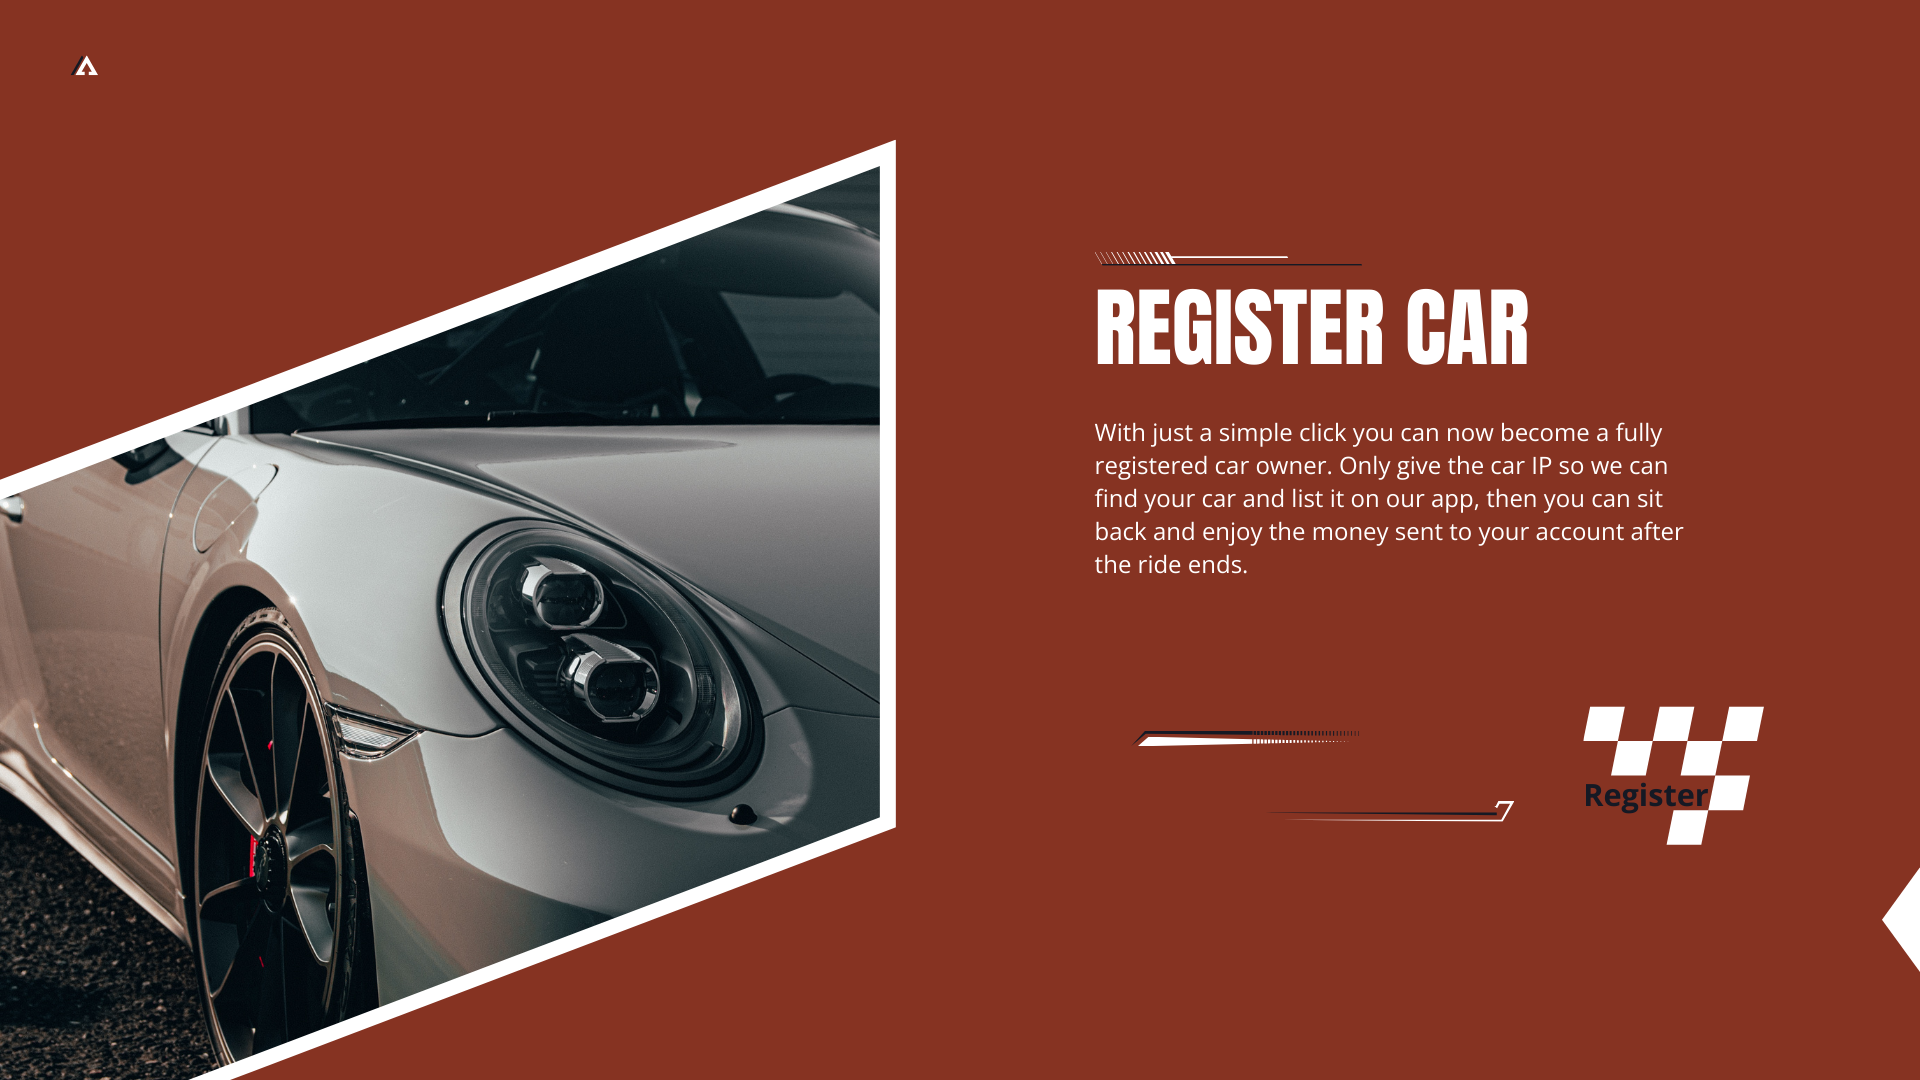 REGISTER CAR
With just a simple click you can now become a fully
registered car owner. Only give the car IP so we can
find your car and list it on our app, then you can sit
back and enjoy the money sent to your account after
the ride ends.
Register